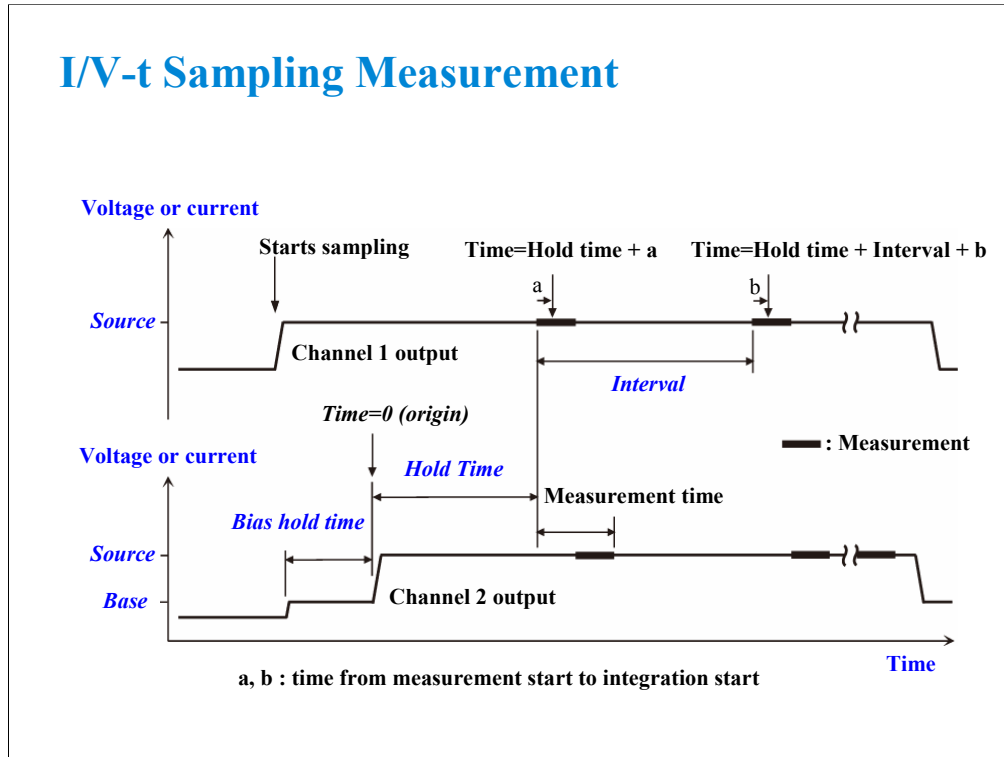 I/V-t Sampling Measurement
Voltage or current
Starts sampling
Time=Hold time + a
Time=Hold time + Interval + b
a
b
Source
Channel 1 output
Interval
Time=0 (origin)
Voltage or current
: Measurement
Hold Time
Measurement time
Bias hold time
Source
Base
Channel 2 output
Time
a, b : time from measurement start to integration start